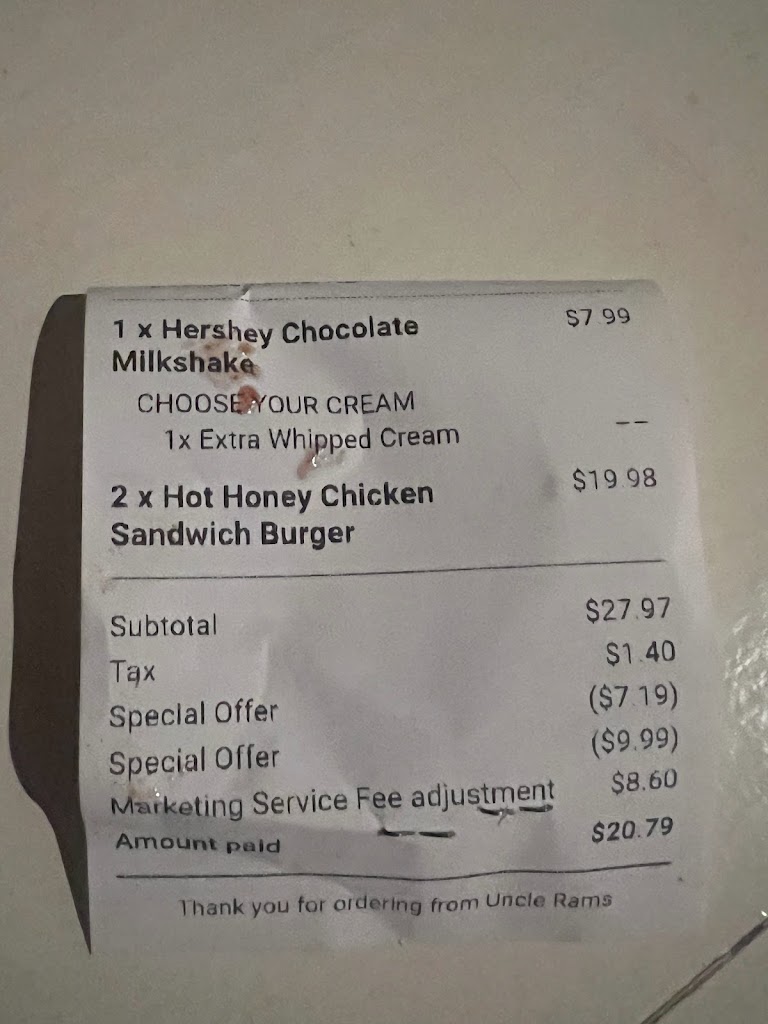 1 x Hershey Chocolate $7.99
Milkshake
CHOOSE YOUR CREAM
1x Extra Whipped Cream --
2 x Hot Honey Chicken $19.98
Sandwich Burger
Subtotal $27.97
Tax $1.40
Special Offer ($7.19)
Special Offer ($9.99)
Marketing Service Fee adjustment $8.60
Amount paid $20.79
Thank you for ordering from Uncle Rams